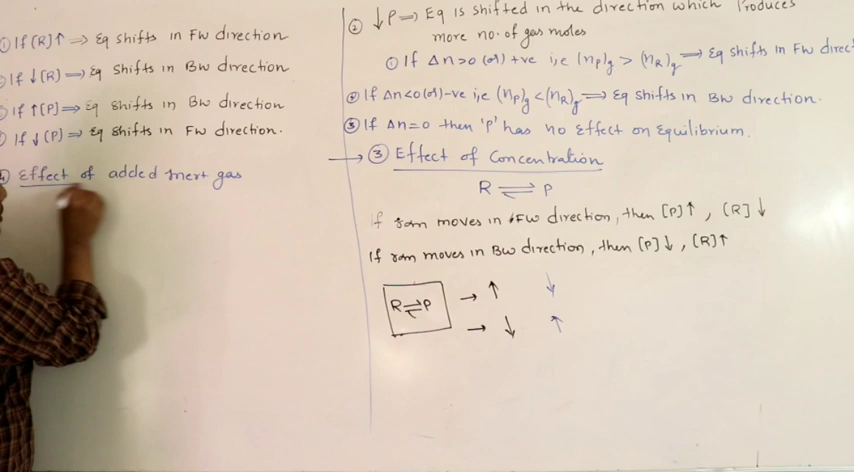 ① If [R]↑ ⟹ Eq shifts in FW direction
If ↓[R] ⟹ Eq shifts in BW direction
If ↑[P] ⟹ Eq shifts in BW direction
If ↓[P] ⟹ Eq shifts in FW direction.
Effect of added inert gas
② ↓P ⟹ Eq is shifted in the direction which Produces
more no. of gas moles
① If Δn>0 (or) +ve i,e (np)g > (nR)g ⟹ Eq shifts in FW direc
② If Δn<0 (or) -ve i,e (np)g < (nR)g ⟹ Eq shifts in BW direction.
③ If Δn=0 then 'P' has no Effect on Equilibrium.
→ ③ Effect of Concentration
R ⇌ P
If rxn moves in FW direction, then [P]↑, [R]↓
If rxn moves in BW direction, then [P]↓, [R]↑
R⇌P → ↑ ↓
→ ↓ ↑